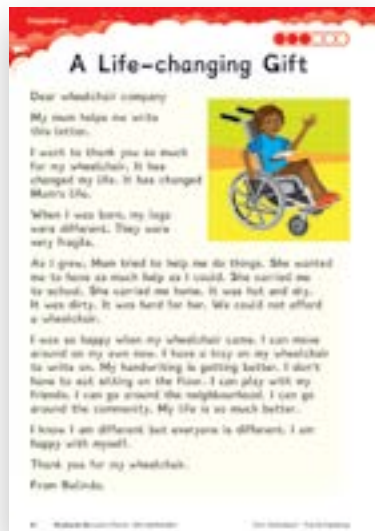 A Life-changing Gift
Dear wheelchair company
My mum helps me write
this letter.
I want to thank you so much
for my wheelchair. It has
changed my life. It has changed
Mum's life.
When I was born, my legs
were different. They were
very fragile.
As I grew, Mum tried to help me do things. She wanted
me to have as much help as I could. She carried me
to school. She carried me home. It was hot and dry.
It was dirty. It was hard for her. We could not afford
a wheelchair.
I was so happy when my wheelchair came. I can move
around on my own now. I have a tray on my wheelchair
to write on. My handwriting is getting better. I don't
have to eat sitting on the floor. I can play with my
friends. I can go around the neighbourhood. I can go
around the community. My life is so much better.
I know I am different but everyone is different. I am
happy with myself.
Thank you for my wheelchair.
From Belinda.